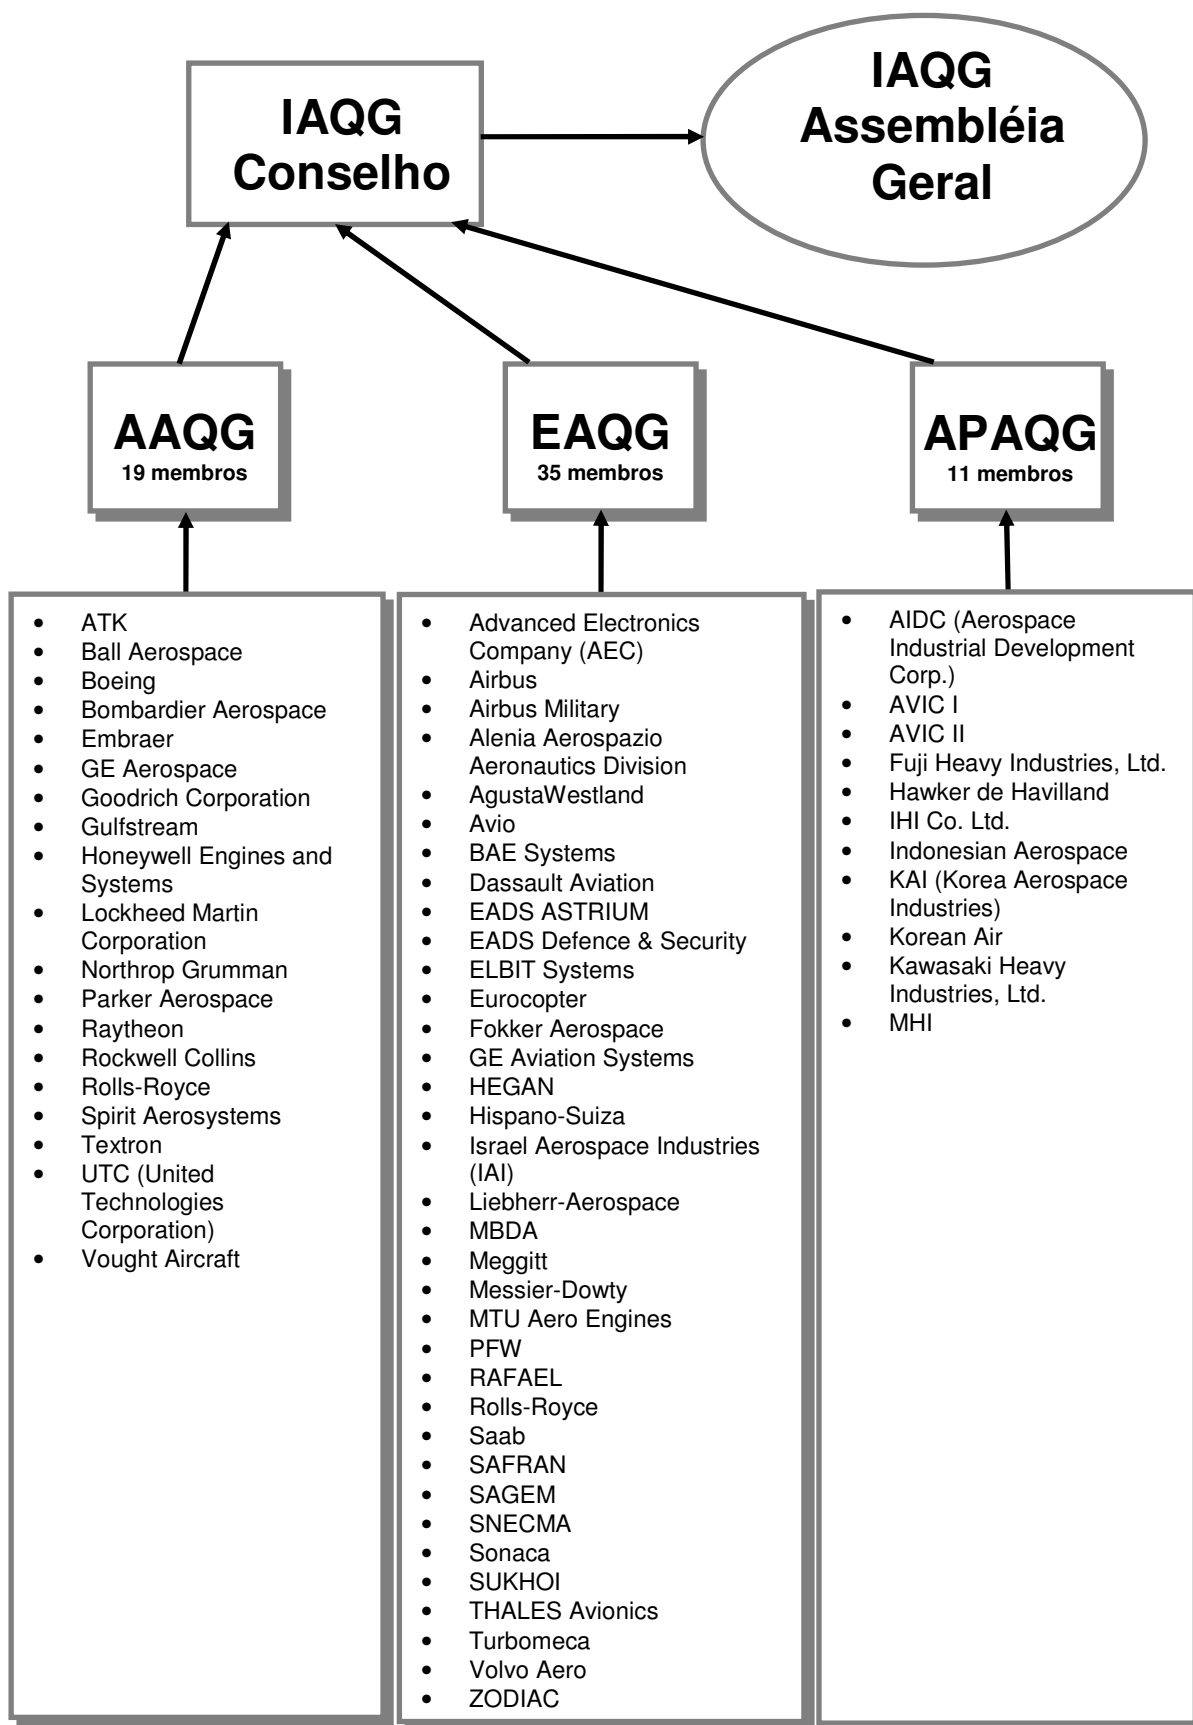 IAQG
Conselho
IAQG
Assembléia
Geral
AAQG
19 membros
EAQG
35 membros
APAQG
11 membros
• ATK
• Ball Aerospace
• Boeing
• Bombardier Aerospace
• Embraer
• GE Aerospace
• Goodrich Corporation
• Gulfstream
• Honeywell Engines and
Systems
• Lockheed Martin
Corporation
• Northrop Grumman
• Parker Aerospace
• Raytheon
• Rockwell Collins
• Rolls-Royce
• Spirit Aerosystems
• Textron
• UTC (United
Technologies
Corporation)
• Vought Aircraft
• Advanced Electronics
Company (AEC)
• Airbus
• Airbus Military
• Alenia Aerospazio
Aeronautics Division
• AgustaWestland
• Avio
• BAE Systems
• Dassault Aviation
• EADS ASTRIUM
• EADS Defence & Security
• ELBIT Systems
• Eurocopter
• Fokker Aerospace
• GE Aviation Systems
• HEGAN
• Hispano-Suiza
• Israel Aerospace Industries
(IAI)
• Liebherr-Aerospace
• MBDA
• Meggitt
• Messier-Dowty
• MTU Aero Engines
• PFW
• RAFAEL
• Rolls-Royce
• Saab
• SAFRAN
• SAGEM
• SNECMA
• Sonaca
• SUKHOI
• THALES Avionics
• Turbomeca
• Volvo Aero
• ZODIAC
• AIDC (Aerospace
Industrial Development
Corp.)
• AVIC I
• AVIC II
• Fuji Heavy Industries, Ltd.
• Hawker de Havilland
• IHI Co. Ltd.
• Indonesian Aerospace
• KAI (Korea Aerospace
Industries)
• Korean Air
• Kawasaki Heavy
Industries, Ltd.
• MHI